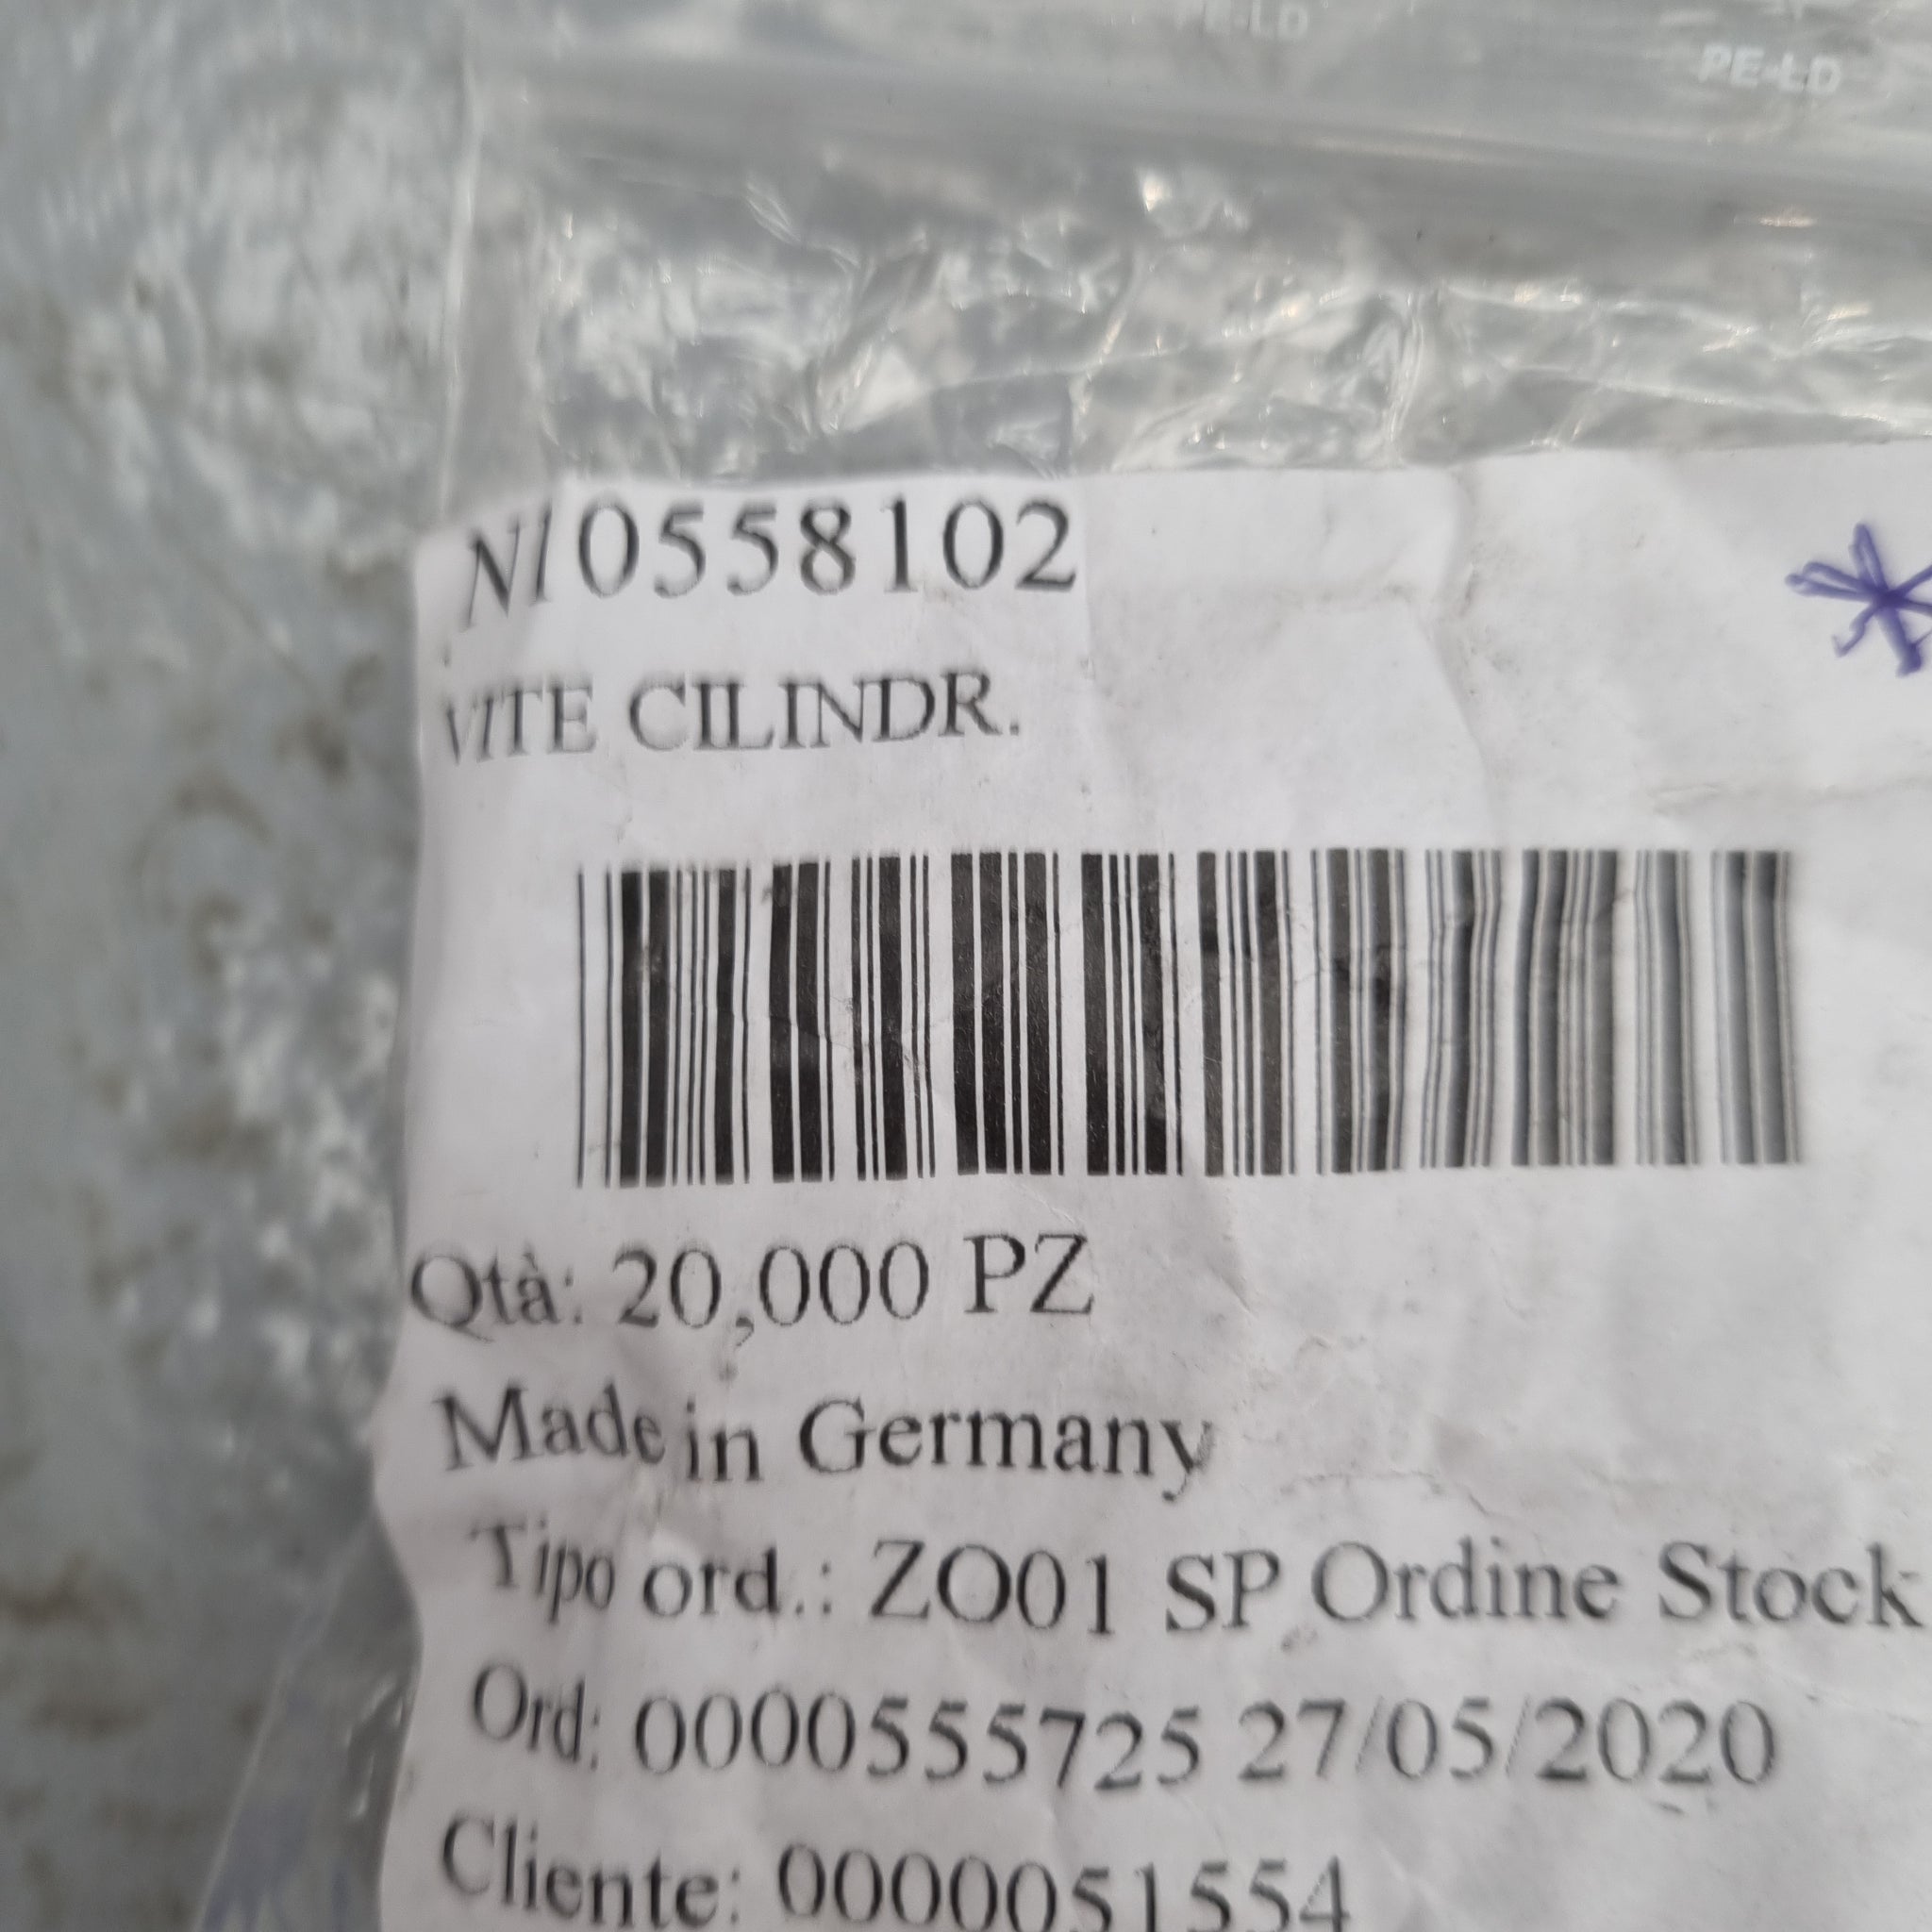 PE-LD
PE-LD
N10558102
VITE CILINDR.
Qtà: 20,000 PZ
Made in Germany
Tipo ord.: ZO01 SP Ordine Stock
Ord: 0000555725 27/05/2020
Cliente: 0000051554